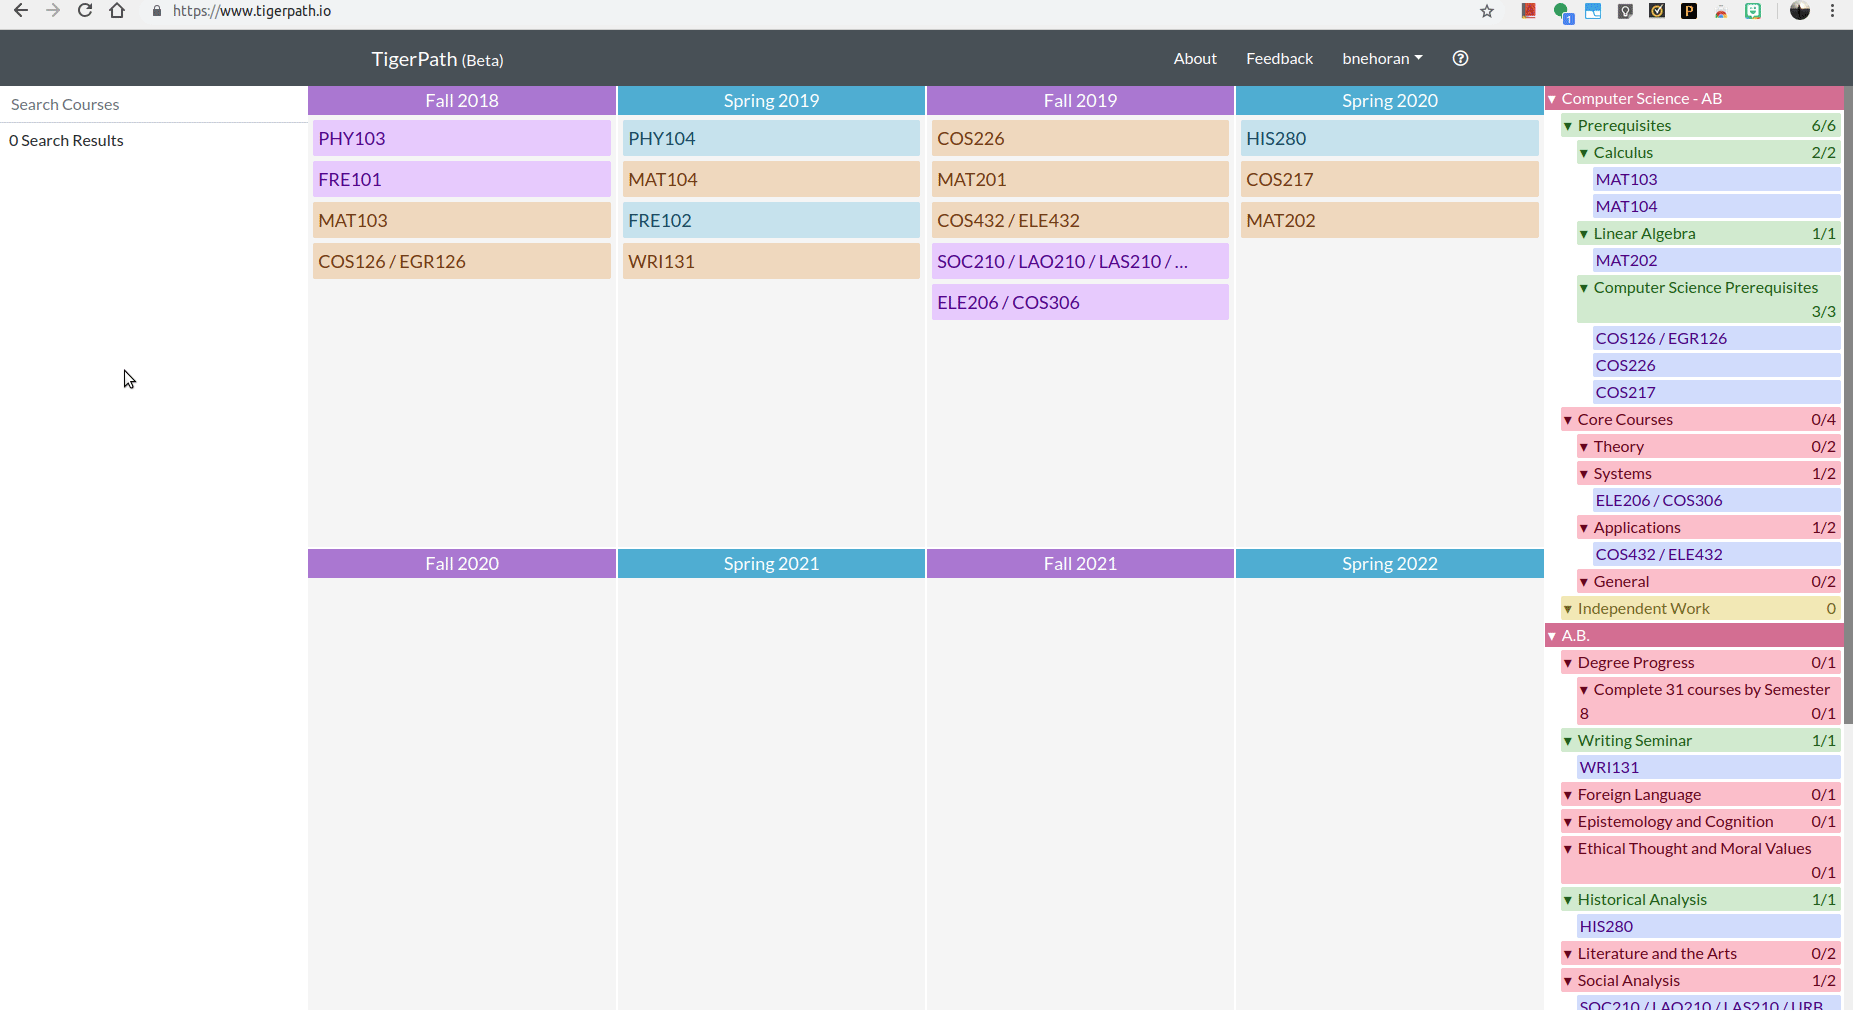 https://www.tigerpath.io
1
P
TigerPath (Beta)
About
Feedback
bnehoran
Search Courses
0 Search Results
Fall 2018
PHY103
FRE101
MAT103
COS126 / EGR126
Spring 2019
PHY104
MAT104
FRE102
WRI131
Fall 2019
COS226
MAT201
COS432 / ELE432
SOC210 / LAO210 / LAS210 / ...
ELE206 / COS306
Spring 2020
HIS280
COS217
MAT202
Fall 2020
Spring 2021
Fall 2021
Spring 2022
Computer Science - AB
Prerequisites 6/6
Calculus 2/2
MAT103
MAT104
Linear Algebra 1/1
MAT202
Computer Science Prerequisites
3/3
COS126 / EGR126
COS226
COS217
Core Courses 0/4
Theory 0/2
Systems 1/2
ELE206 / COS306
Applications 1/2
COS432 / ELE432
General 0/2
Independent Work 0
A.B.
Degree Progress 0/1
Complete 31 courses by Semester
8 0/1
Writing Seminar 1/1
WRI131
Foreign Language 0/1
Epistemology and Cognition 0/1
Ethical Thought and Moral Values
0/1
Historical Analysis 1/1
HIS280
Literature and the Arts 0/2
Social Analysis 1/2
SOC210 / LAO210 / LAS210 / URB